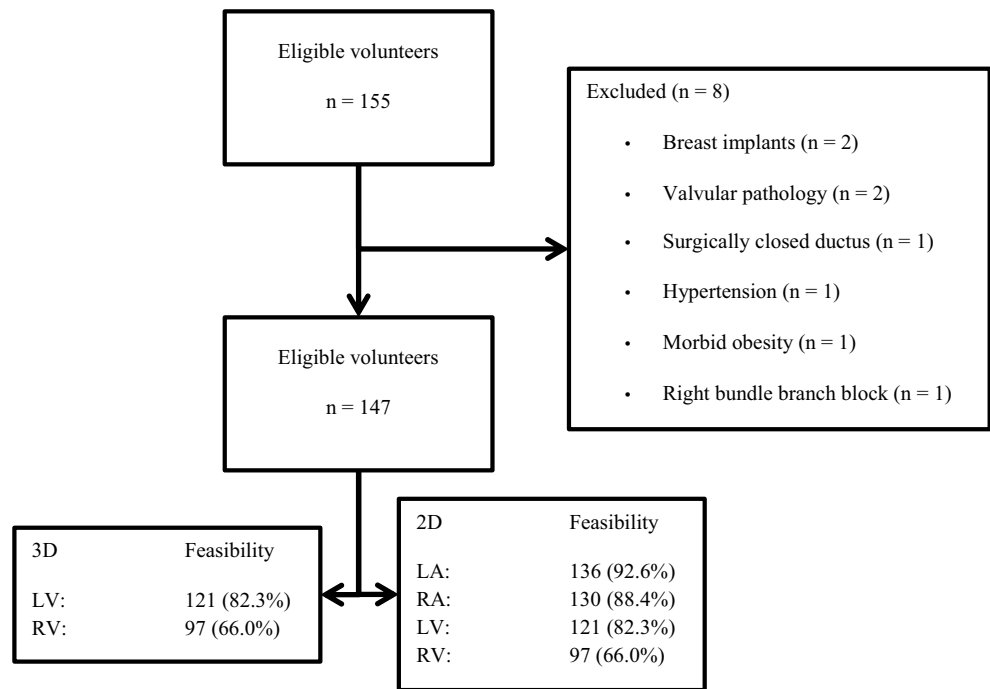 Eligible volunteers
n = 155
Excluded (n = 8)
• Breast implants (n = 2)
• Valvular pathology (n = 2)
• Surgically closed ductus (n = 1)
• Hypertension (n = 1)
• Morbid obesity (n = 1)
• Right bundle branch block (n = 1)
Eligible volunteers
n = 147
3D Feasibility
LV: 121 (82.3%)
RV: 97 (66.0%)
2D Feasibility
LA: 136 (92.6%)
RA: 130 (88.4%)
LV: 121 (82.3%)
RV: 97 (66.0%)